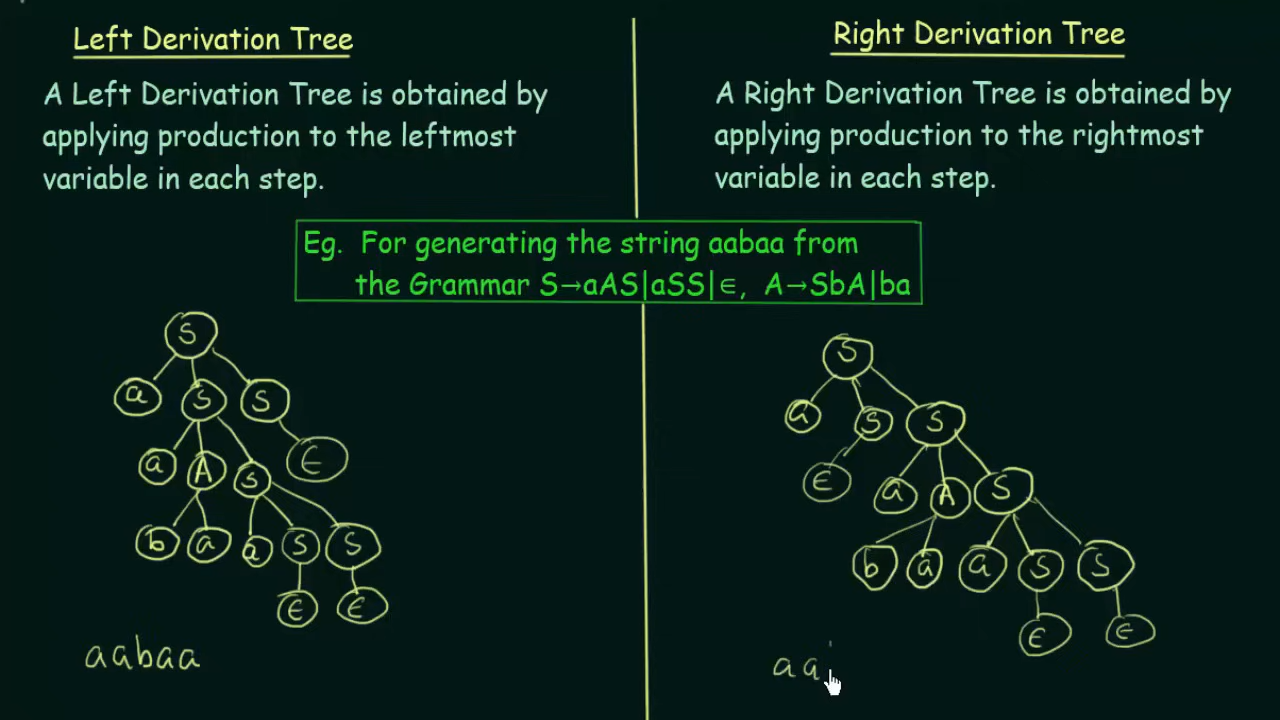 Left Derivation Tree
A Left Derivation Tree is obtained by
applying production to the leftmost
variable in each step.
Right Derivation Tree
A Right Derivation Tree is obtained by
applying production to the rightmost
variable in each step.
Eg. For generating the string aabaa from
the Grammar S→aAS|aSS|∈, A→SbA|ba
S
a S S
a A S ∈
b a a S S
∈ ∈
aabaa
S
a S S
∈ a A S
b a a S S
∈ ∈
aa